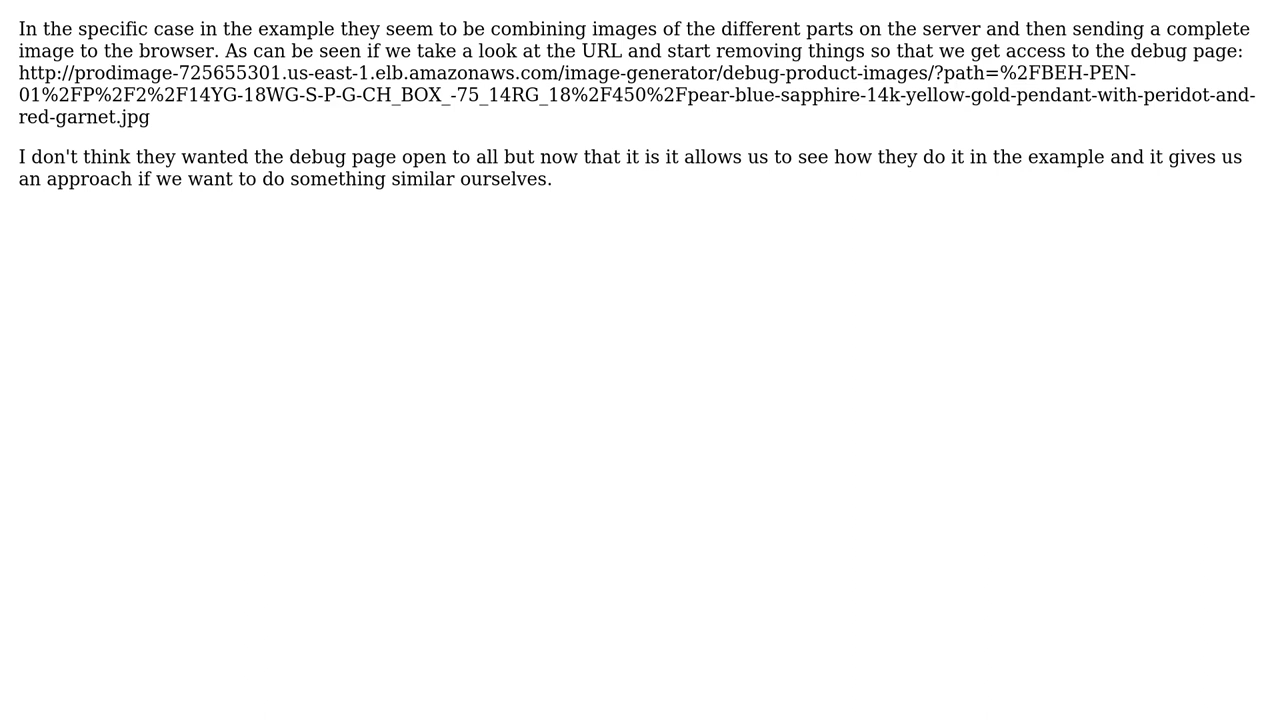 In the specific case in the example they seem to be combining images of the different parts on the server and then sending a complete
image to the browser. As can be seen if we take a look at the URL and start removing things so that we get access to the debug page:
http://prodimage-725655301.us-east-1.elb.amazonaws.com/image-generator/debug-product-images/?path=%2FBEH-PEN-
01%2FP%2F2%2F14YG-18WG-S-P-G-CH_BOX_-75_14RG_18%2F450%2Fpear-blue-sapphire-14k-yellow-gold-pendant-with-peridot-and-
red-garnet.jpg
I don't think they wanted the debug page open to all but now that it is it allows us to see how they do it in the example and it gives us
an approach if we want to do something similar ourselves.